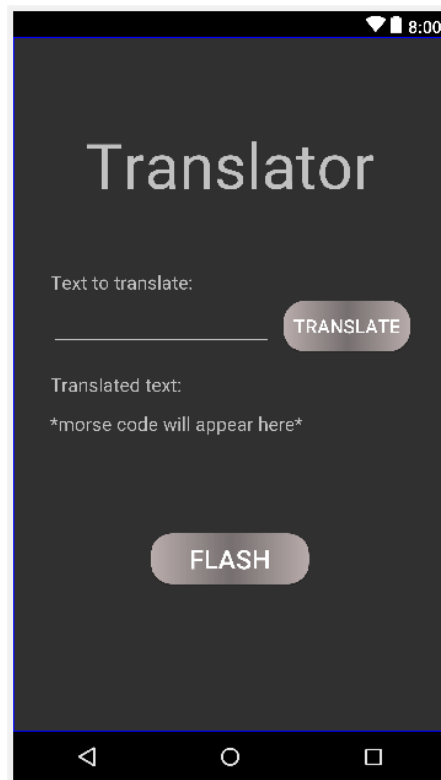 8:00
Translator
Text to translate:
TRANSLATE
Translated text:
*morse code will appear here*
FLASH